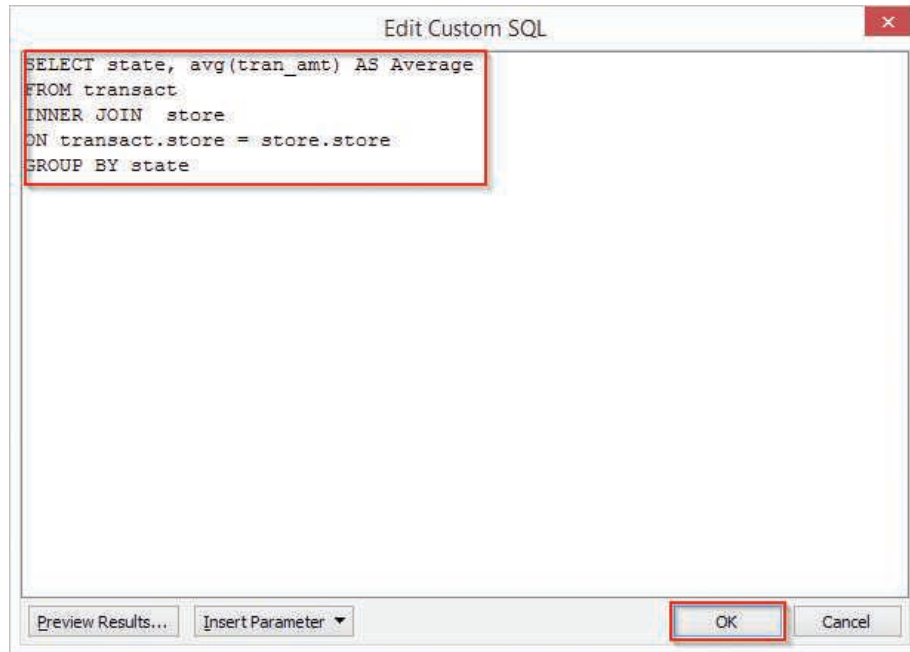 Edit Custom SQL
SELECT state, avg(tran_amt) AS Average
FROM transact
INNER JOIN  store
ON transact.store = store.store
GROUP BY state
Preview Results... Insert Parameter OK Cancel